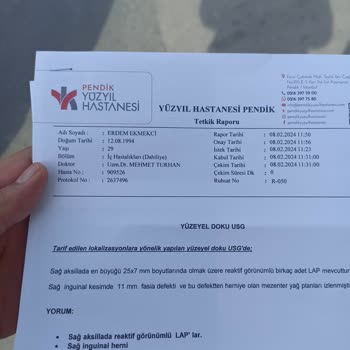 PENDİK
YÜZYIL
HASTANESİ
YÜZYIL HASTANESİ PENDİK
Tetkik Raporu
Adı Soyadı : ERDEM EKMEKCİ
Doğum Tarihi : 12.08.1994
Yaşı : 29
Bölüm : İç Hastalıkları (Dahiliye)
Doktor : Uzm.Dr. MEHMET TURHAN
Hasta No : 909526
Protokol No : 2637496
Rapor Tarihi : 08.02.2024 11:50
Onay Tarihi : 08.02.2024 11:56
İstek Tarihi : 08.02.2024 11:23
Kabul Tarihi : 08.02.2024 11:31:00
Çekim Tarihi : 08.02.2024 11:31:00
Çekim Süresi Dk : 8
Ruhsat No : R-050
YÜZEYEL DOKU USG
Tarif edilen lokalizasyonlara yönelik yapılan yüzeyel doku USG'de;
Sağ aksillada en büyüğü 25x7 mm boyutlarında olmak üzere reaktif görünümlü birkaç adet LAP mevcuttur
Sağ inguinal kesimde 11 mm fasia defekti ve bu defektten herniye olan mezenter yağ planları izlenmişti
YORUM:
• Sağ aksillada reaktif görünümlü LAP' lar.
• Sağ inguinal herni